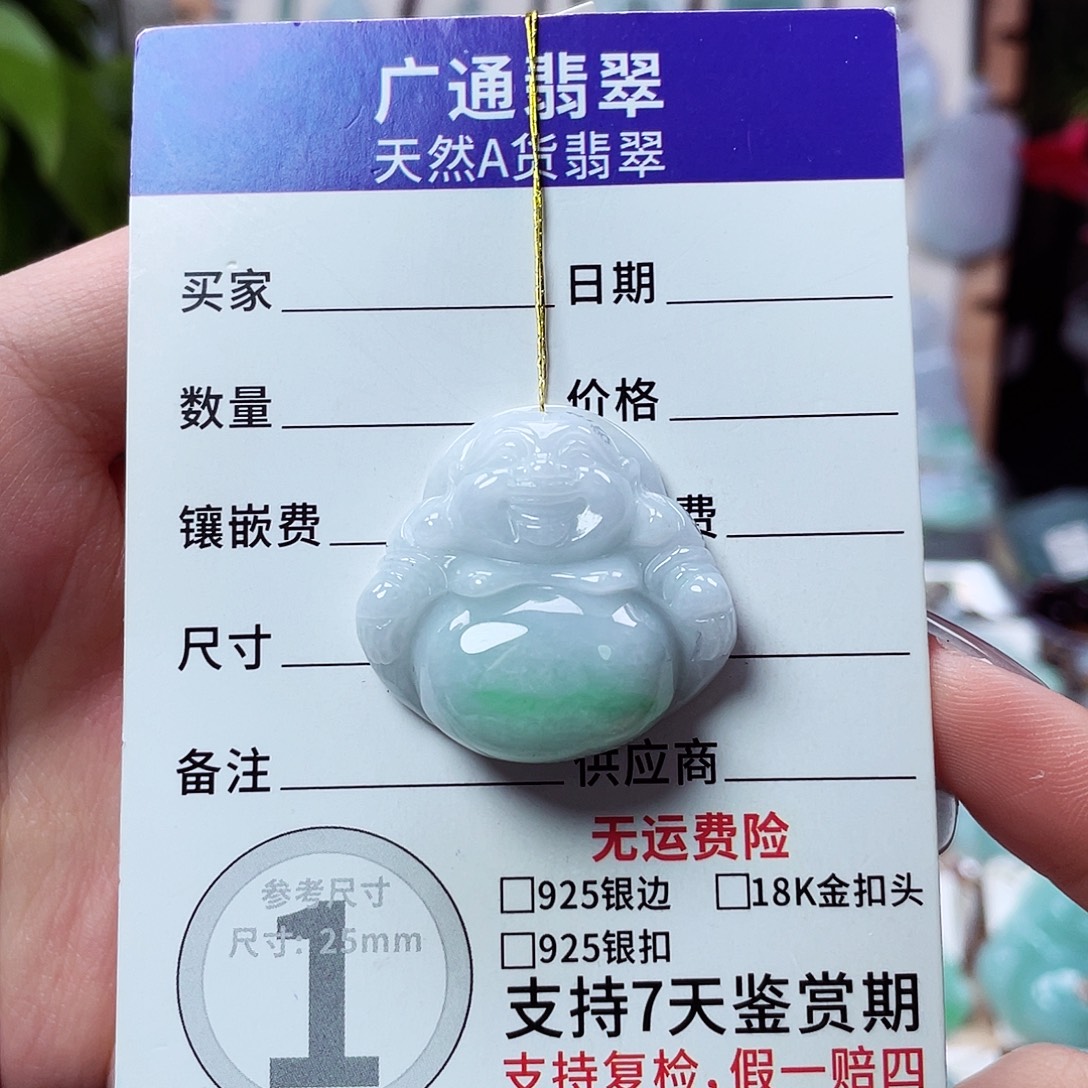 广通翡翠
天然A货翡翠
买家 日期
数量 价格
镶嵌费 费
尺寸
备注 供应商
无运费险
参考尺寸
尺寸: 25mm
1
□925银边 □18K金扣头
□925银扣
支持7天鉴赏期
支持复检,假一赔四